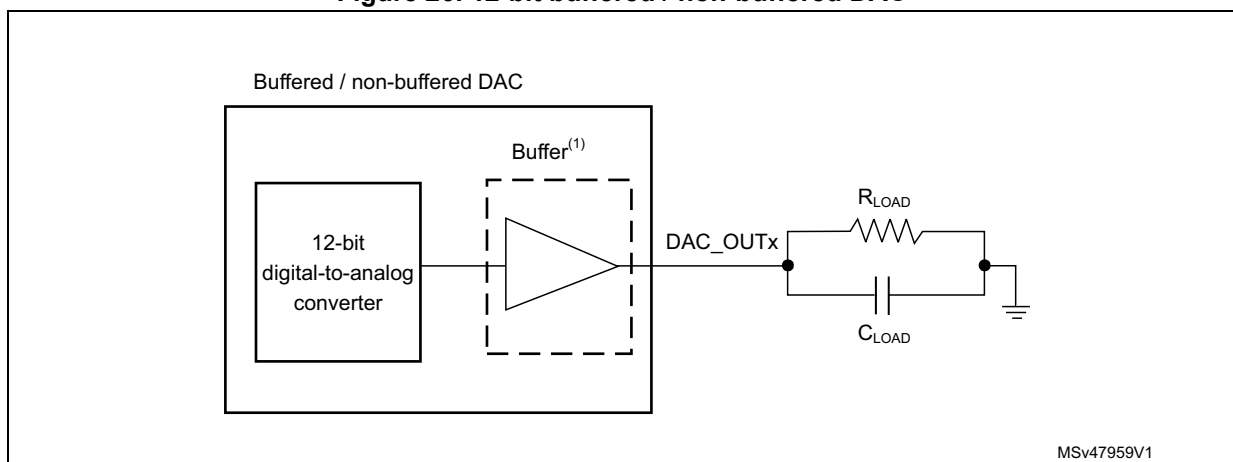 Buffered / non-buffered DAC
Buffer(1)
12-bit
digital-to-analog
converter
DAC_OUTx
RLOAD
CLOAD
MSv47959V1